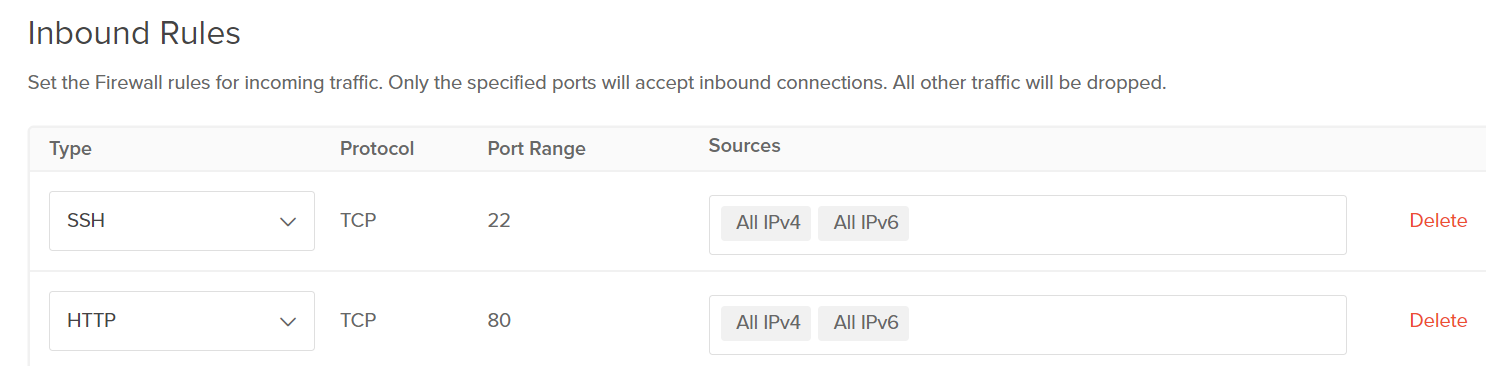 Inbound Rules
Set the Firewall rules for incoming traffic. Only the specified ports will accept inbound connections. All other traffic will be dropped.
Type Protocol Port Range Sources
SSH TCP 22 All IPv4 All IPv6 Delete
HTTP TCP 80 All IPv4 All IPv6 Delete